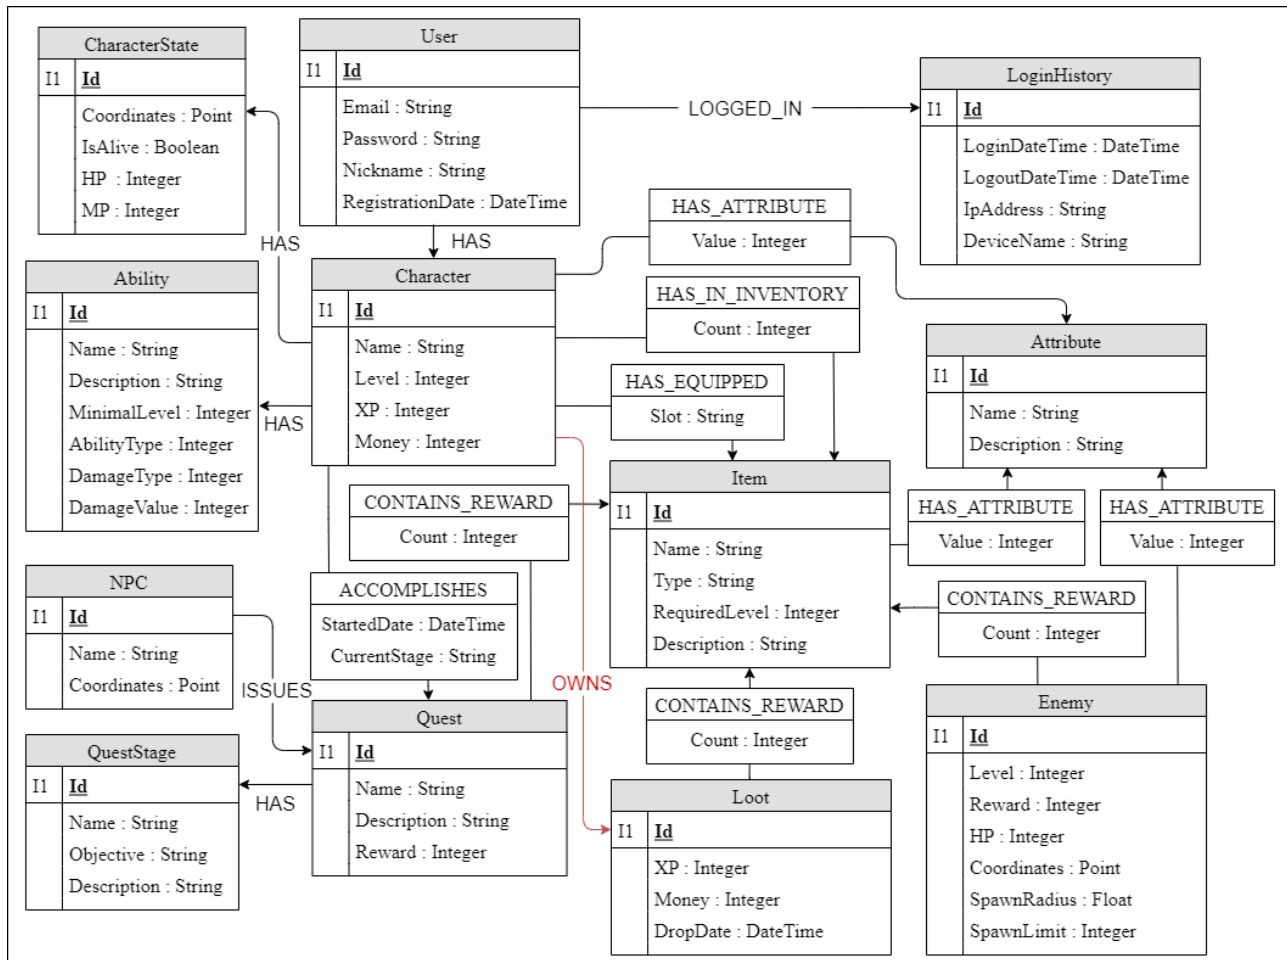 CharacterState
I1 Id
Coordinates : Point
IsAlive : Boolean
HP : Integer
MP : Integer
User
I1 Id
Email : String
Password : String
Nickname : String
RegistrationDate : DateTime
LOGGED_IN
LoginHistory
I1 Id
LoginDateTime : DateTime
LogoutDateTime : DateTime
IpAddress : String
DeviceName : String
HAS
HAS
HAS_ATTRIBUTE
Value : Integer
Ability
I1 Id
Name : String
Description : String
MinimalLevel : Integer
AbilityType : Integer
DamageType : Integer
DamageValue : Integer
HAS
Character
I1 Id
Name : String
Level : Integer
XP : Integer
Money : Integer
HAS_IN_INVENTORY
Count : Integer
HAS_EQUIPPED
Slot : String
Attribute
I1 Id
Name : String
Description : String
CONTAINS_REWARD
Count : Integer
Item
I1 Id
Name : String
Type : String
RequiredLevel : Integer
Description : String
HAS_ATTRIBUTE
Value : Integer
HAS_ATTRIBUTE
Value : Integer
NPC
I1 Id
Name : String
Coordinates : Point
ISSUES
ACCOMPLISHES
StartedDate : DateTime
CurrentStage : String
OWNS
CONTAINS_REWARD
Count : Integer
CONTAINS_REWARD
Count : Integer
QuestStage
I1 Id
Name : String
Objective : String
Description : String
HAS
Quest
I1 Id
Name : String
Description : String
Reward : Integer
Loot
I1 Id
XP : Integer
Money : Integer
DropDate : DateTime
Enemy
I1 Id
Level : Integer
Reward : Integer
HP : Integer
Coordinates : Point
SpawnRadius : Float
SpawnLimit : Integer